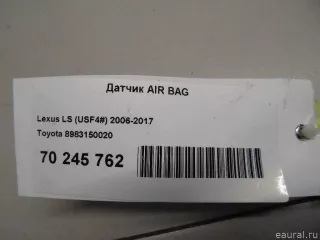 Датчик AIR BAG
Lexus LS (USF4#) 2006-2017
Toyota 8983150020
70 245 762
eaural.ru